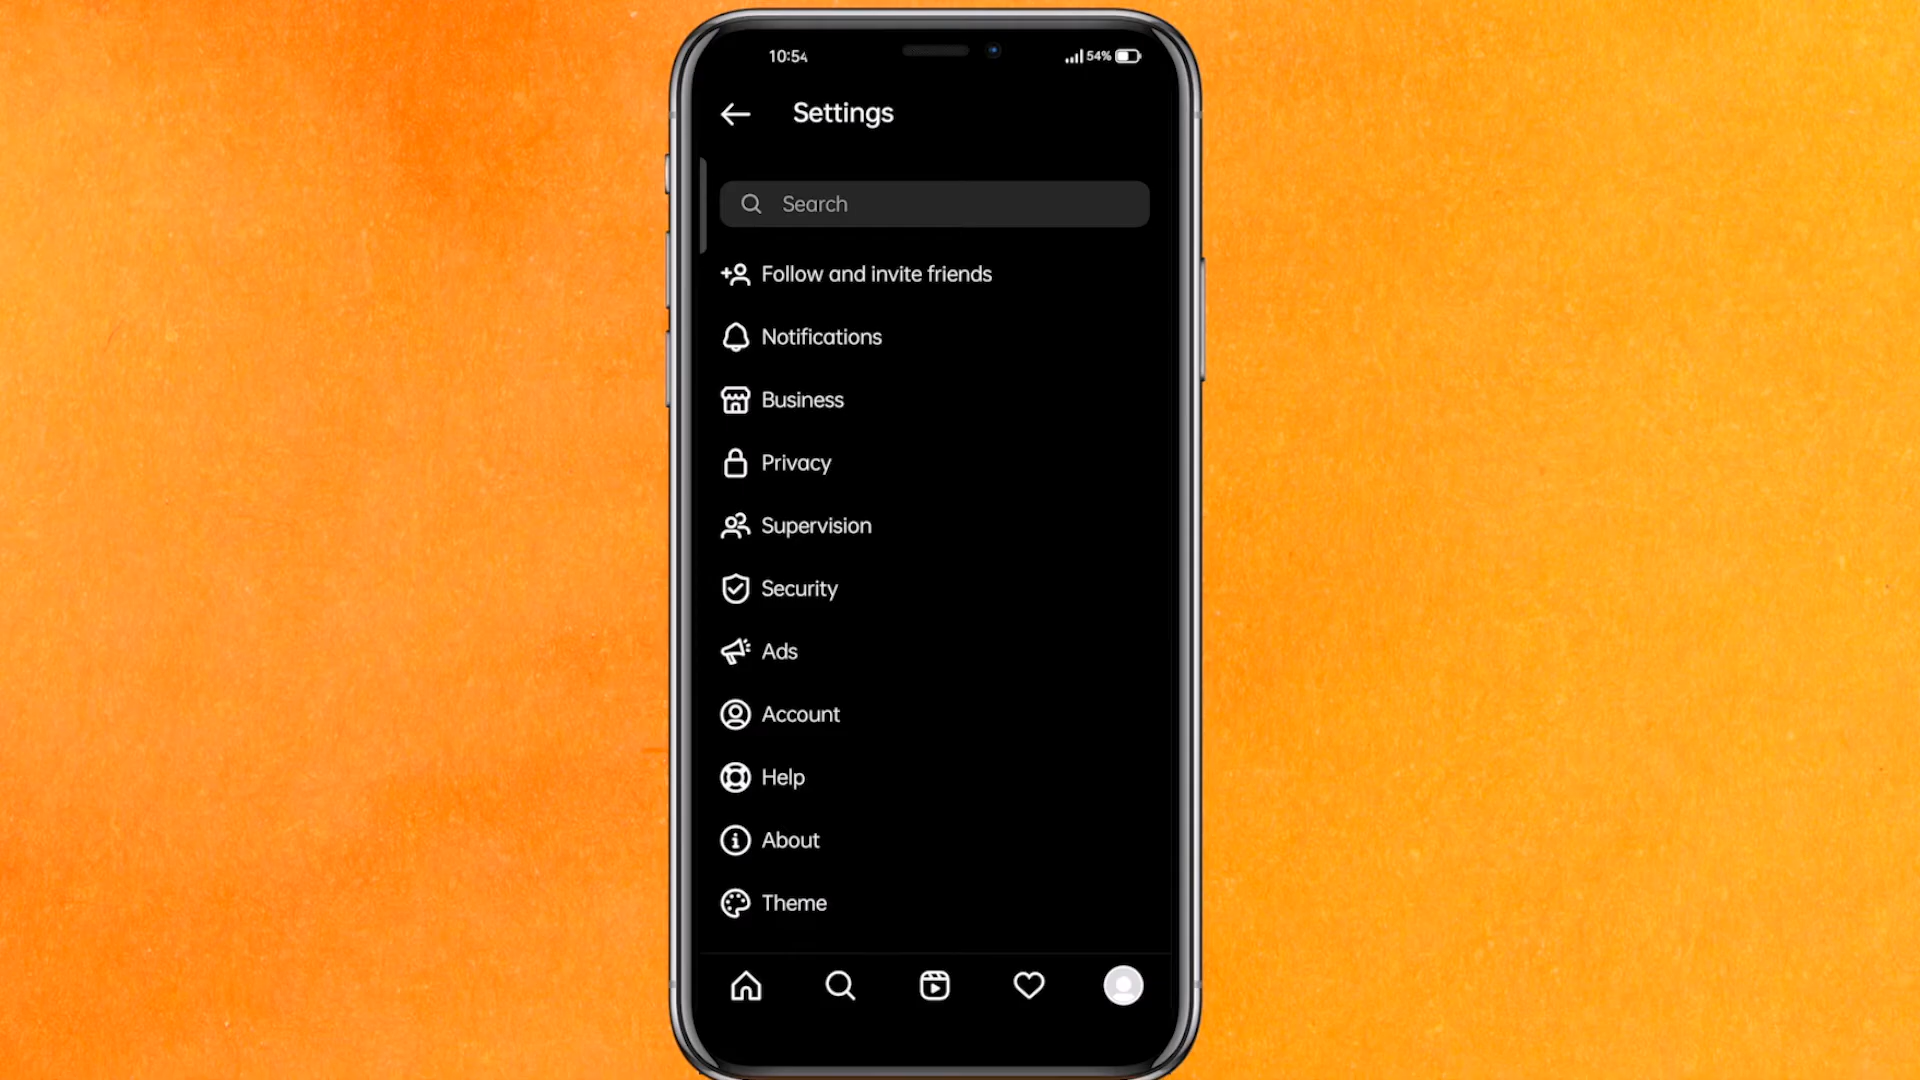 10:54
54%
Settings
Search
Follow and invite friends
Notifications
Business
Privacy
Supervision
Security
Ads
Account
Help
About
Theme